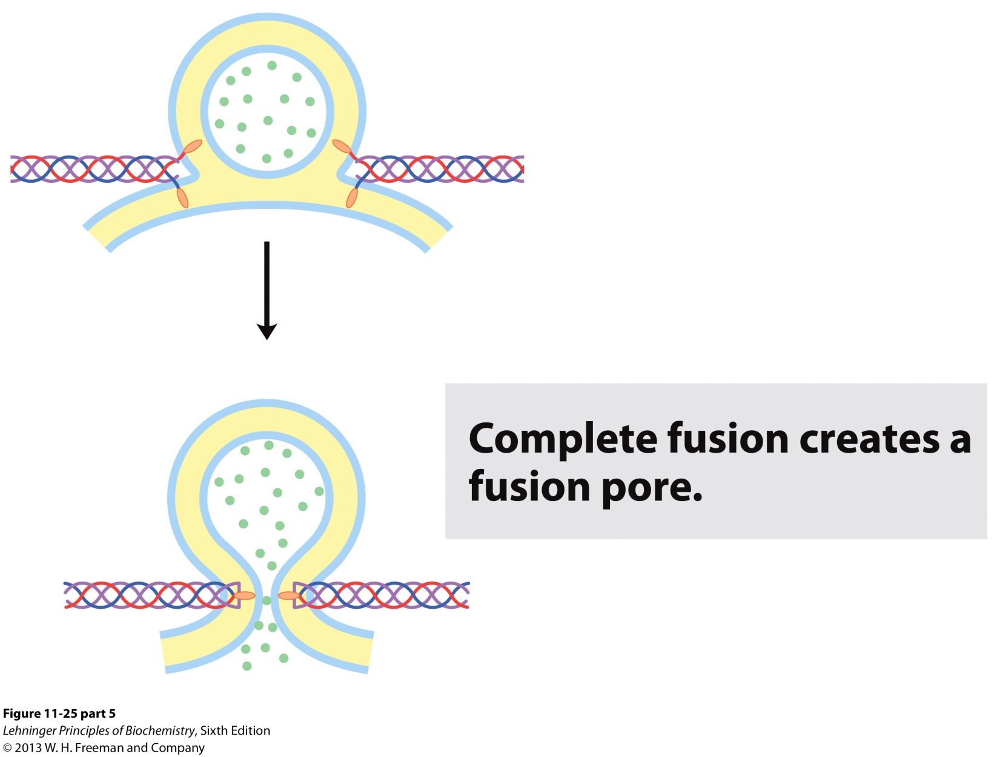 Complete fusion creates a
fusion pore.
Figure 11-25 part 5
Lehninger Principles of Biochemistry, Sixth Edition
© 2013 W. H. Freeman and Company